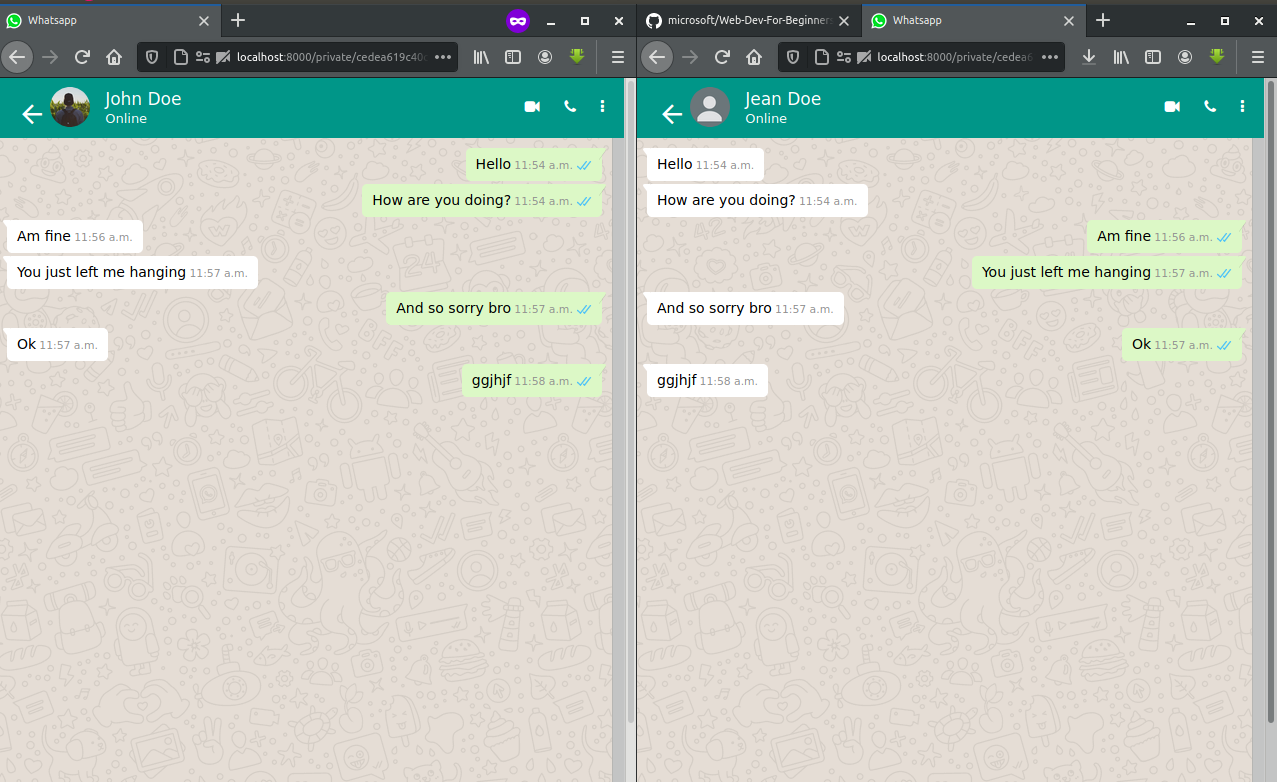 Whatsapp
localhost:8000/private/cedea619c40
John Doe
Online
Hello 11:54 a.m.
How are you doing? 11:54 a.m.
Am fine 11:56 a.m.
You just left me hanging 11:57 a.m.
And so sorry bro 11:57 a.m.
Ok 11:57 a.m.
ggjhjf 11:58 a.m.
microsoft/Web-Dev-For-Beginners
Whatsapp
localhost:8000/private/cedea6
Jean Doe
Online
Hello 11:54 a.m.
How are you doing? 11:54 a.m.
Am fine 11:56 a.m.
You just left me hanging 11:57 a.m.
And so sorry bro 11:57 a.m.
Ok 11:57 a.m.
ggjhjf 11:58 a.m.